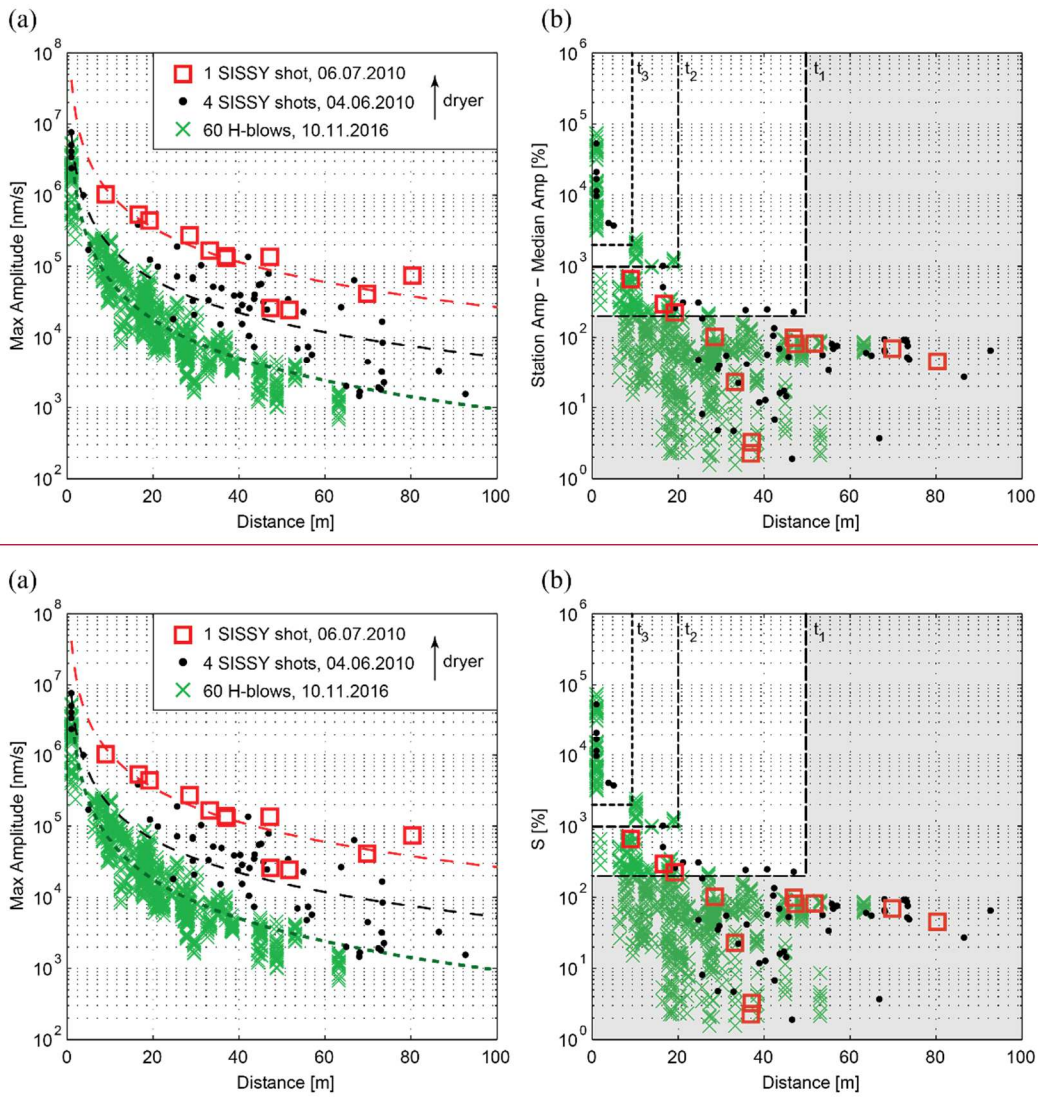 (a)
10^8
10^7
10^6
10^5
10^4
10^3
10^2
Max Amplitude [nm/s]
1 SISSY shot, 06.07.2010
4 SISSY shots, 04.06.2010
60 H-blows, 10.11.2016
dryer
0 20 40 60 80 100
Distance [m]
(b)
10^6
10^5
10^4
10^3
10^2
10^1
10^0
Station Amp – Median Amp [%]
t_3 t_2 t_1
0 20 40 60 80 100
Distance [m]
(a)
10^8
10^7
10^6
10^5
10^4
10^3
10^2
Max Amplitude [nm/s]
1 SISSY shot, 06.07.2010
4 SISSY shots, 04.06.2010
60 H-blows, 10.11.2016
dryer
0 20 40 60 80 100
Distance [m]
(b)
10^6
10^5
10^4
10^3
10^2
10^1
10^0
S [%]
t_3 t_2 t_1
0 20 40 60 80 100
Distance [m]